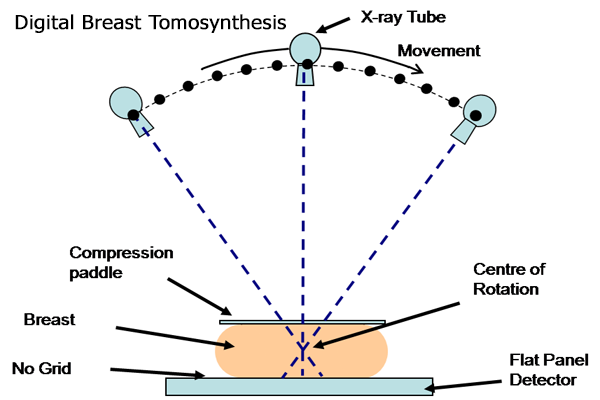 Digital Breast Tomosynthesis
X-ray Tube
Movement
Compression
paddle
Centre of
Rotation
Breast
No Grid
Flat Panel
Detector